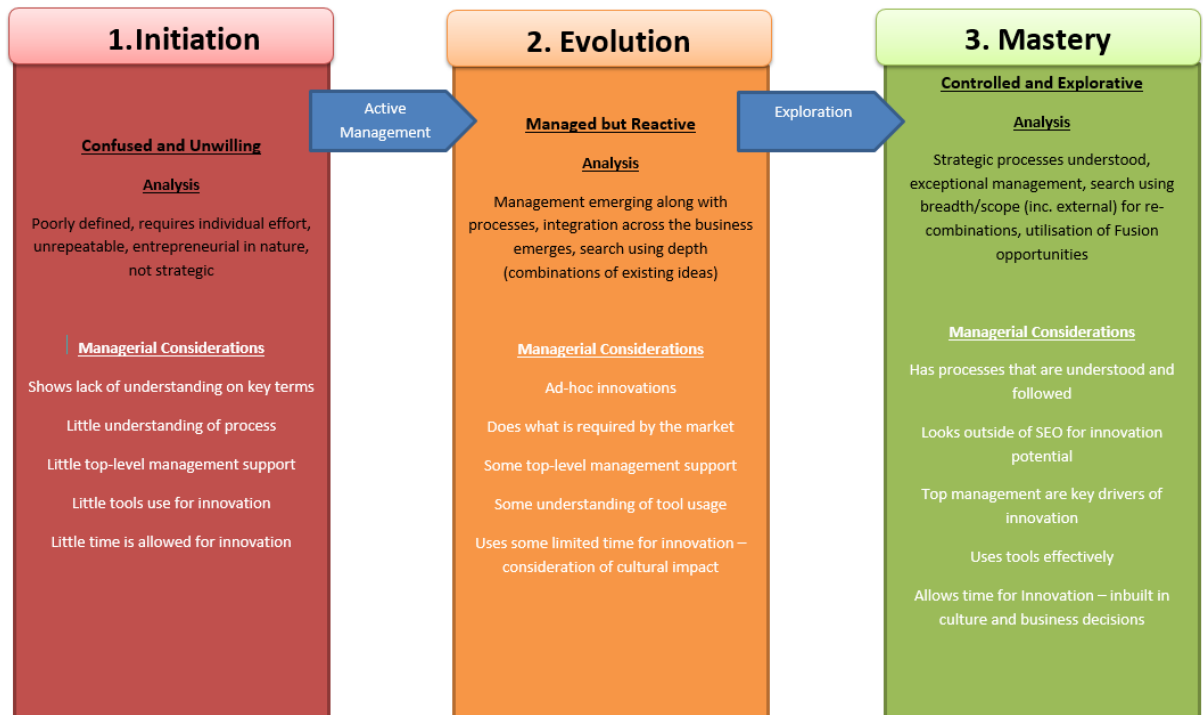 1.Initiation
Confused and Unwilling
Analysis
Poorly defined, requires individual effort,
unrepeatable, entrepreneurial in nature,
not strategic
Managerial Considerations
Shows lack of understanding on key terms
Little understanding of process
Little top-level management support
Little tools use for innovation
Little time is allowed for innovation
Active
Management
2. Evolution
Managed but Reactive
Analysis
Management emerging along with
processes, integration across the business
emerges, search using depth
(combinations of existing ideas)
Managerial Considerations
Ad-hoc innovations
Does what is required by the market
Some top-level management support
Some understanding of tool usage
Uses some limited time for innovation –
consideration of cultural impact
Exploration
3. Mastery
Controlled and Explorative
Analysis
Strategic processes understood,
exceptional management, search using
breadth/scope (inc. external) for re-
combinations, utilisation of Fusion
opportunities
Managerial Considerations
Has processes that are understood and
followed
Looks outside of SEO for innovation
potential
Top management are key drivers of
innovation
Uses tools effectively
Allows time for Innovation – inbuilt in
culture and business decisions